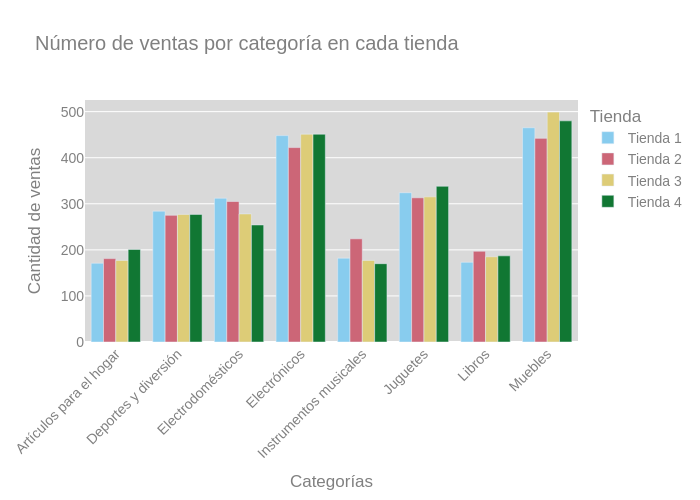 Número de ventas por categoría en cada tienda
Tienda
Tienda 1
Tienda 2
Tienda 3
Tienda 4
Cantidad de ventas
500
400
300
200
100
0
Artículos para el hogar
Deportes y diversión
Electrodomésticos
Electrónicos
Instrumentos musicales
Juguetes
Libros
Muebles
Categorías